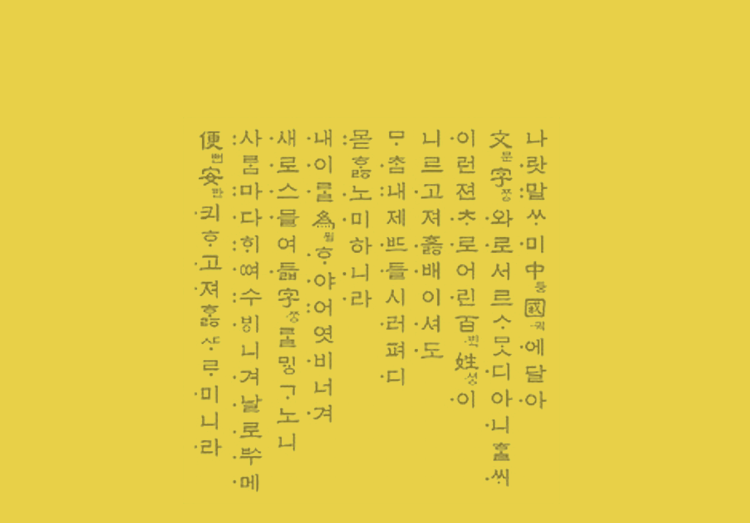 나랏말ᄊᆞ미中듕國귁에달아
文문字ᄍᆞᆼ와로서르ᄉᆞᄆᆞᆺ디아니ᄒᆞᆯᄊᆡ
이런젼ᄎᆞ로어린百ᄇᆡᆨ姓셩이
니르고져호ᇙ배이셔도
ᄆᆞᄎᆞᆷ내제ᄠᅳ들시러펴디
몯ᄒᆞᇙ노미하니라
내이ᄅᆞᆯ爲윙ᄒᆞ야어엿비너겨
새로스믈여듧字ᄍᆞᆼᄅᆞᆯᄆᆡᇰᄀᆞ노니
사ᄅᆞᆷ마다ᄒᆡᅇᅧ수ᄫᅵ니겨날로ᄡᅮ메
便뼌安한킈ᄒᆞ고져ᄒᆞᇙᄯᆞᄅᆞ미니라